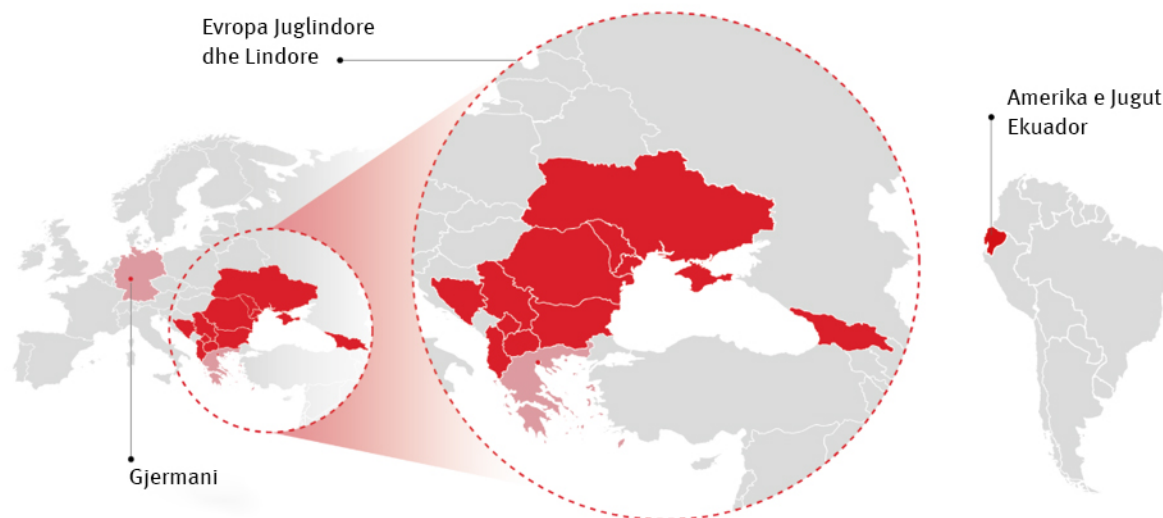 Evropa Juglindore
dhe Lindore
Amerika e Jugut
Ekuador
Gjermani